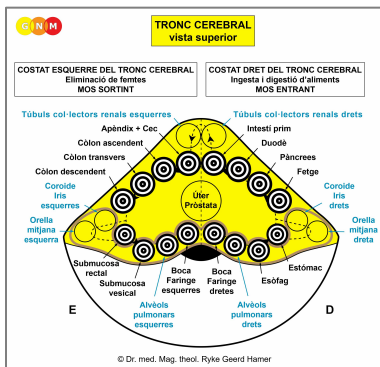 G N M
TRONC CEREBRAL
vista superior
COSTAT ESQUERRE DEL TRONC CEREBRAL
Eliminació de femtes
MOS SORTINT
COSTAT DRET DEL TRONC CEREBRAL
Ingesta i digestió d'aliments
MOS ENTRANT
Túbuls col·lectors renals esquerres
Túbuls col·lectors renals drets
Apèndix + Cec
Intestí prim
Còlon ascendent
Duodè
Còlon transvers
Pàncrees
Còlon descendent
Fetge
Coroide
Iris
esquerres
Coroide
Iris
drets
Úter
Pròstata
Orella
mitjana
esquerra
Orella
mitjana
dreta
Submucosa
rectal
Submucosa
vesical
Boca
Faringe
esquerres
Boca
Faringe
dretes
Estómac
Esòfag
Alvèols
pulmonars
esquerres
Alvèols
pulmonars
drets
E
D
© Dr. med. Mag. theol. Ryke Geerd Hamer